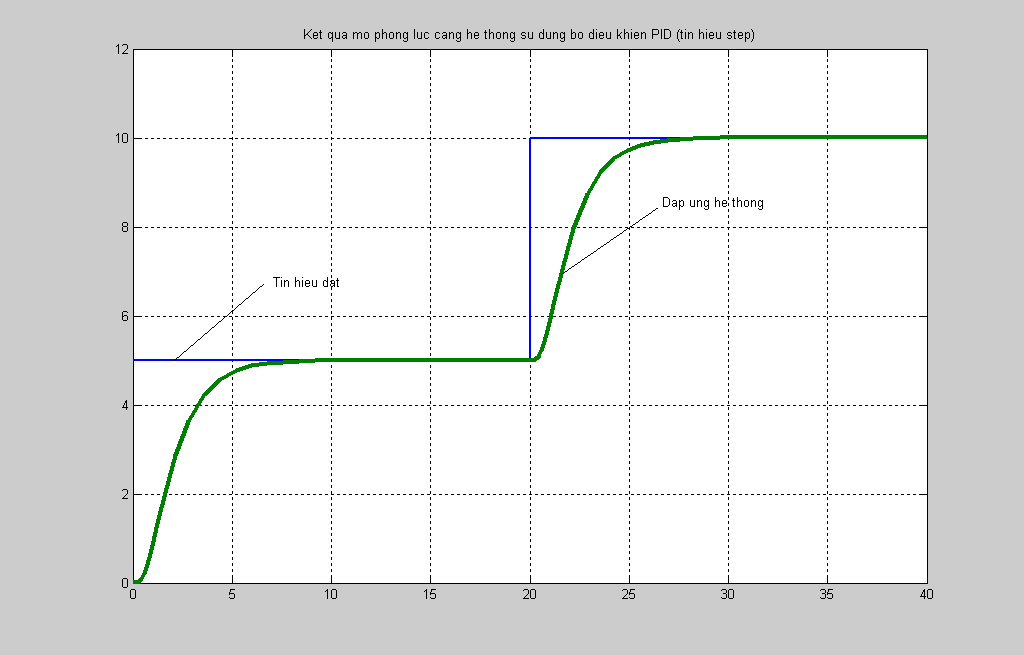 Ket qua mo phong luc cang he thong su dung bo dieu khien PID (tin hieu step)
12
10
Dap ung he thong
8
Tin hieu dat
6
4
2
0
0 5 10 15 20 25 30 35 40